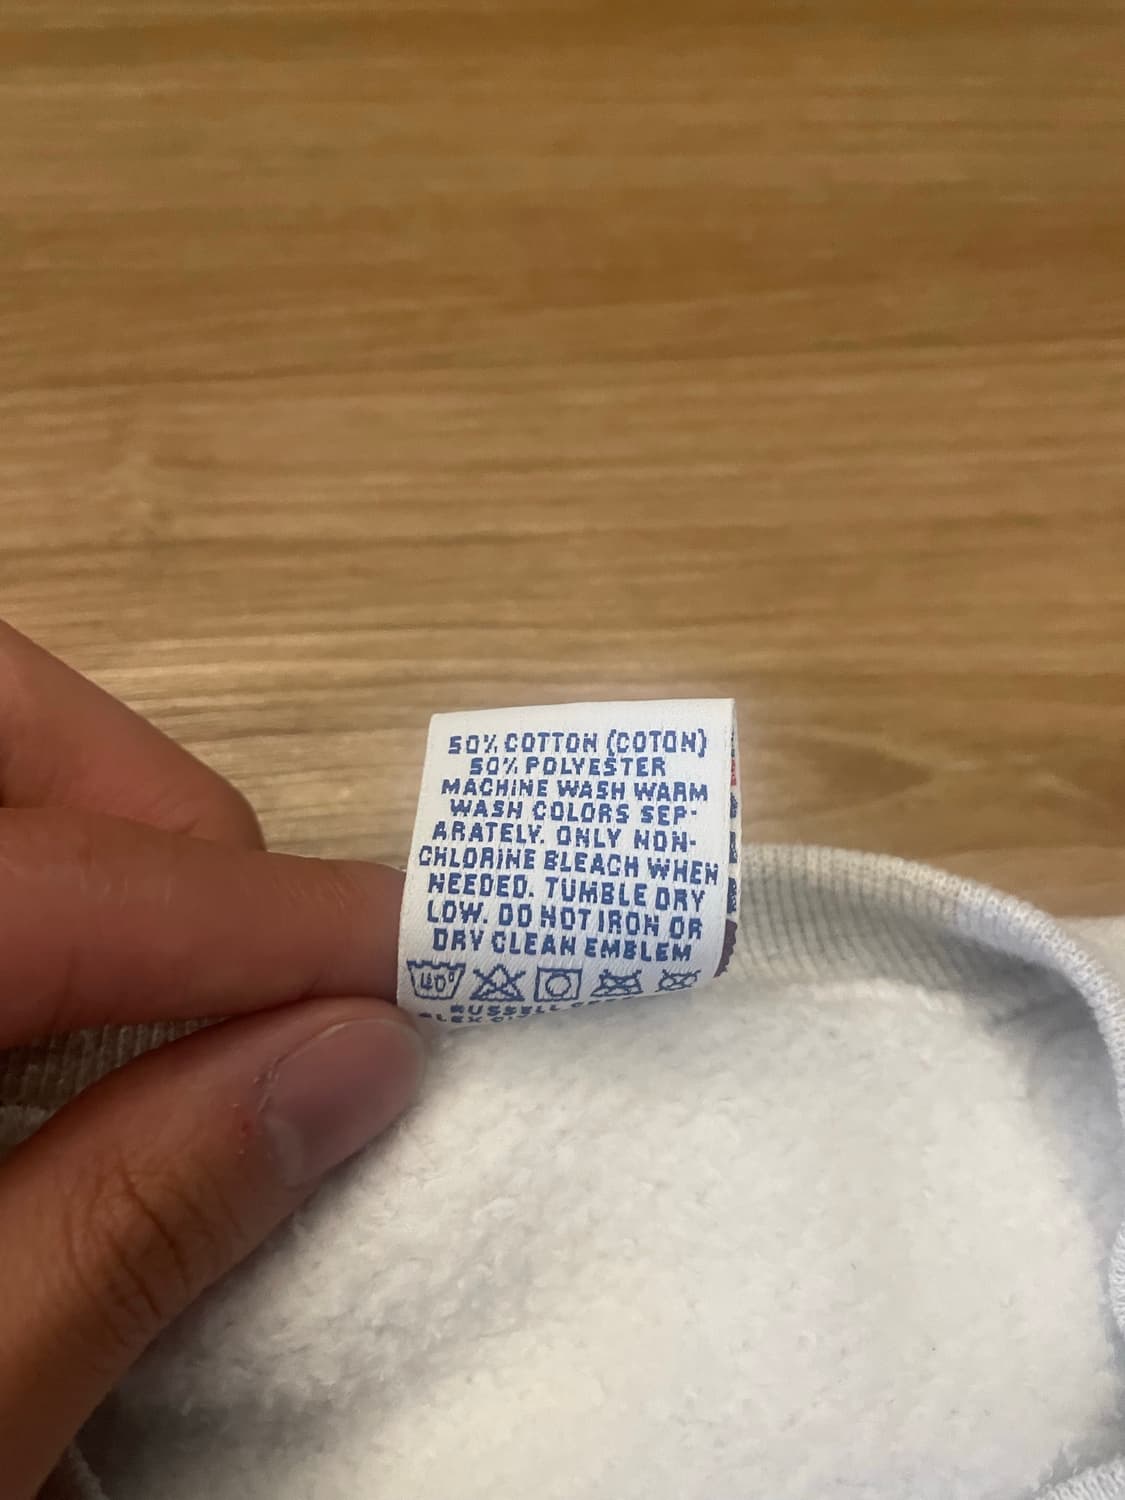 50% COTTON (COTON)
50% POLYESTER
MACHINE WASH WARM
WASH COLORS SEP-
ARATELY. ONLY NON-
CHLORINE BLEACH WHEN
NEEDED. TUMBLE DRY
LOW. DO NOT IRON OR
DRY CLEAN EMBLEM
40°
RUSSELL